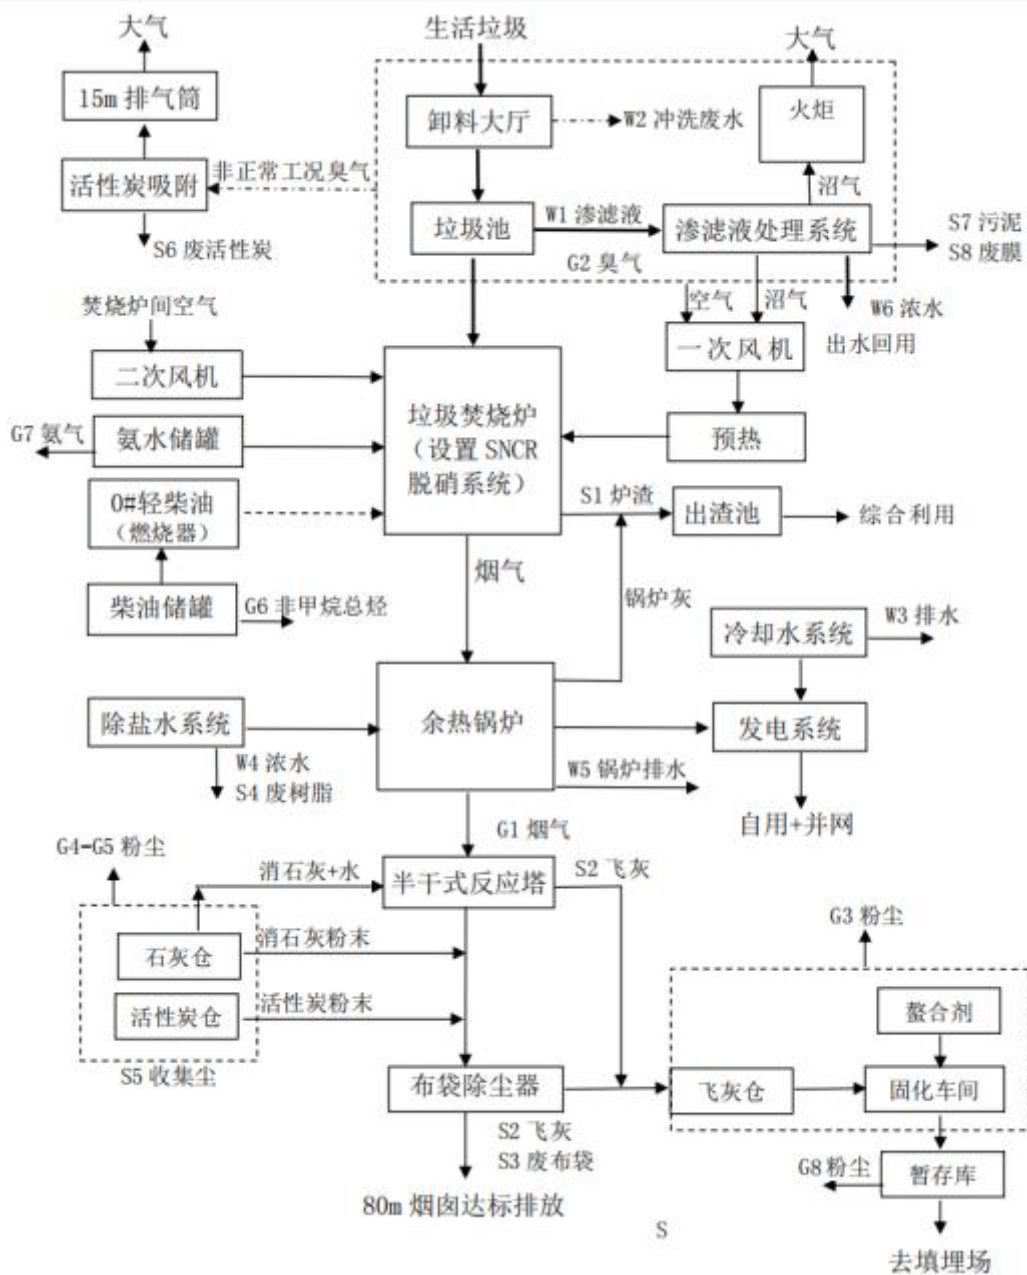 大气
生活垃圾
大气
15m 排气筒
卸料大厅
W2 冲洗废水
火炬
活性炭吸附
非正常工况臭气
沼气
S6 废活性炭
垃圾池
W1 渗滤液
渗滤液处理系统
S7 污泥
S8 废膜
G2 臭气
焚烧炉间空气
空气
沼气
W6 浓水
出水回用
二次风机
一次风机
G7 氨气
氨水储罐
垃圾焚烧炉
（设置 SNCR
脱硝系统）
预热
0#轻柴油
（燃烧器）
S1 炉渣
出渣池
综合利用
烟气
柴油储罐
G6 非甲烷总烃
锅炉灰
冷却水系统
W3 排水
除盐水系统
余热锅炉
发电系统
W4 浓水
S4 废树脂
W5 锅炉排水
自用+并网
G1 烟气
G4-G5 粉尘
消石灰+水
半干式反应塔
S2 飞灰
G3 粉尘
石灰仓
消石灰粉末
活性炭仓
活性炭粉末
螯合剂
S5 收集尘
布袋除尘器
飞灰仓
固化车间
S2 飞灰
S3 废布袋
G8 粉尘
暂存库
80m 烟囱达标排放
S
去填埋场